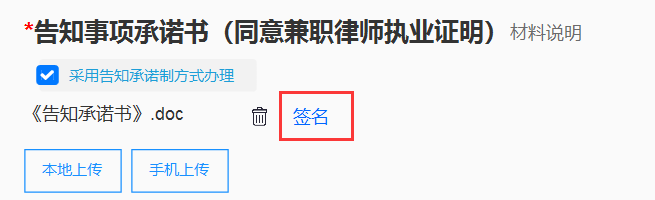 *告知事项承诺书（同意兼职律师执业证明）材料说明
采用告知承诺制方式办理
《告知承诺书》.doc 签名
本地上传 手机上传